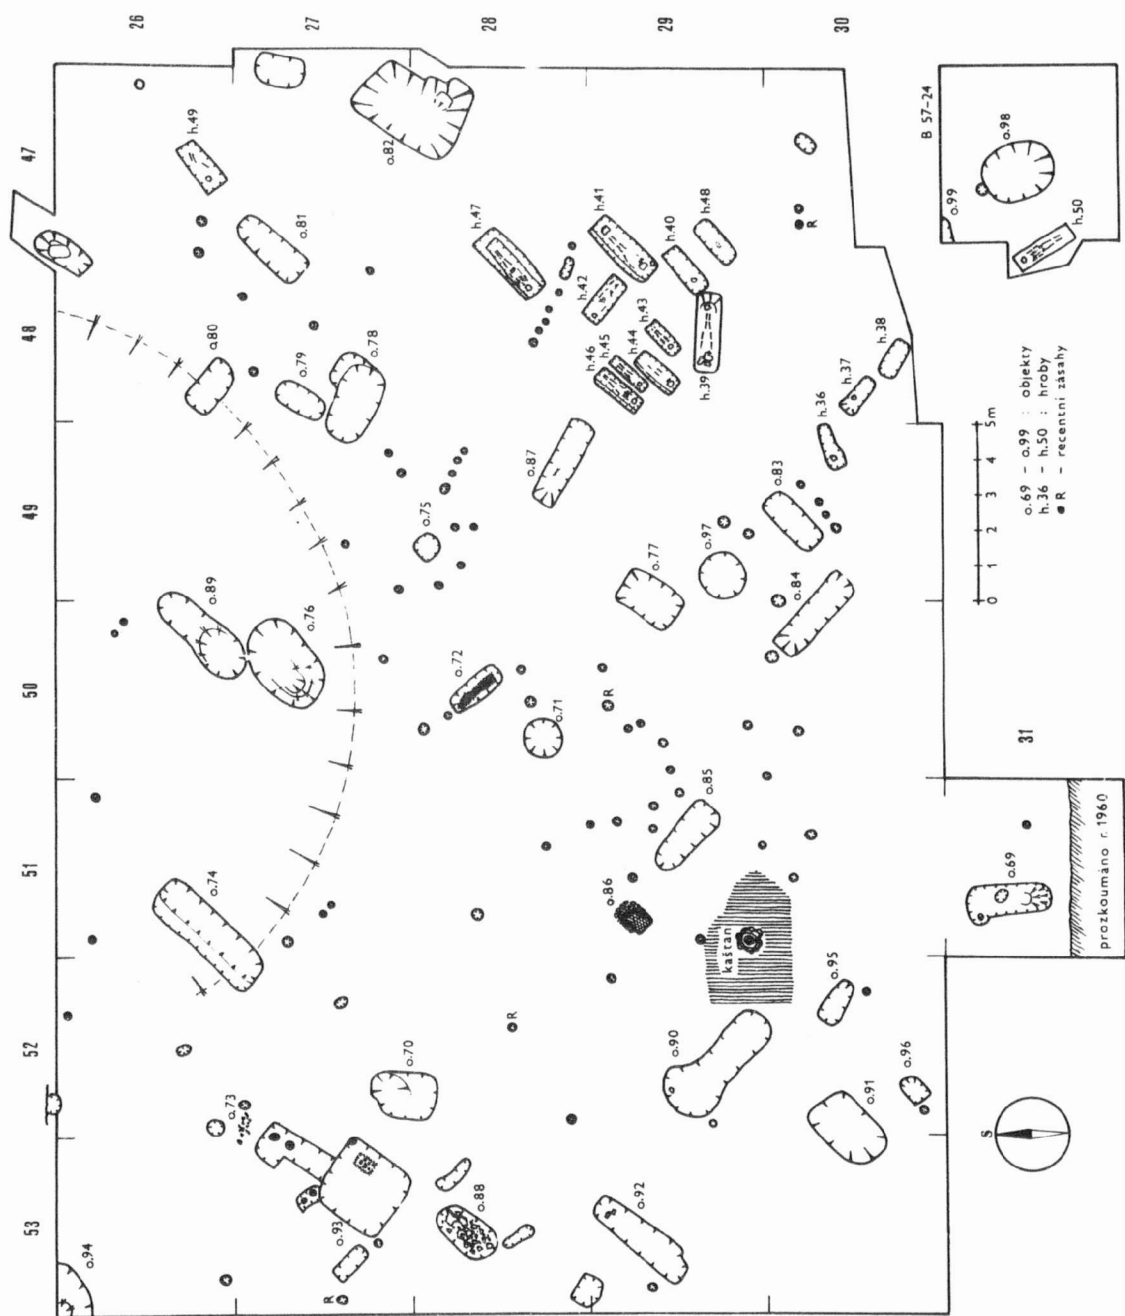 26
27
28
29
30
47
48
49
50
51
52
53
31
h.49
o.82
o.81
h.47
h.41
h.42
h.40
h.48
h.43
h.44
h.45
h.46
h.39
h.38
h.37
h.36
o.80
o.79
o.78
o.87
o.75
o.83
o.97
o.77
o.84
o.89
o.76
o.72
o.71
R
R
o.85
o.86
kaštan
o.74
o.95
o.90
o.96
o.91
o.70
R
o.73
o.93
o.88
o.92
o.94
R
o.69
prozkoumáno r. 1960
B 57-24
o.98
o.99
h.50
0 1 2 3 4 5m
o.69 - o.99 : objekty
h.36 - h.50 : hroby
R - recentní zásahy
S